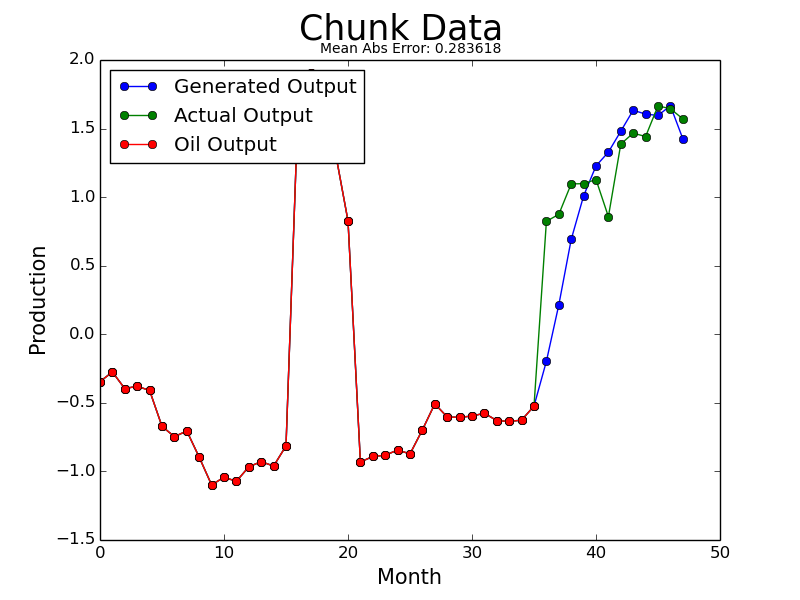 Chunk Data
Mean Abs Error: 0.283618
Generated Output
Actual Output
Oil Output
2.0
1.5
1.0
0.5
0.0
−0.5
−1.0
−1.5
Production
0 10 20 30 40 50
Month